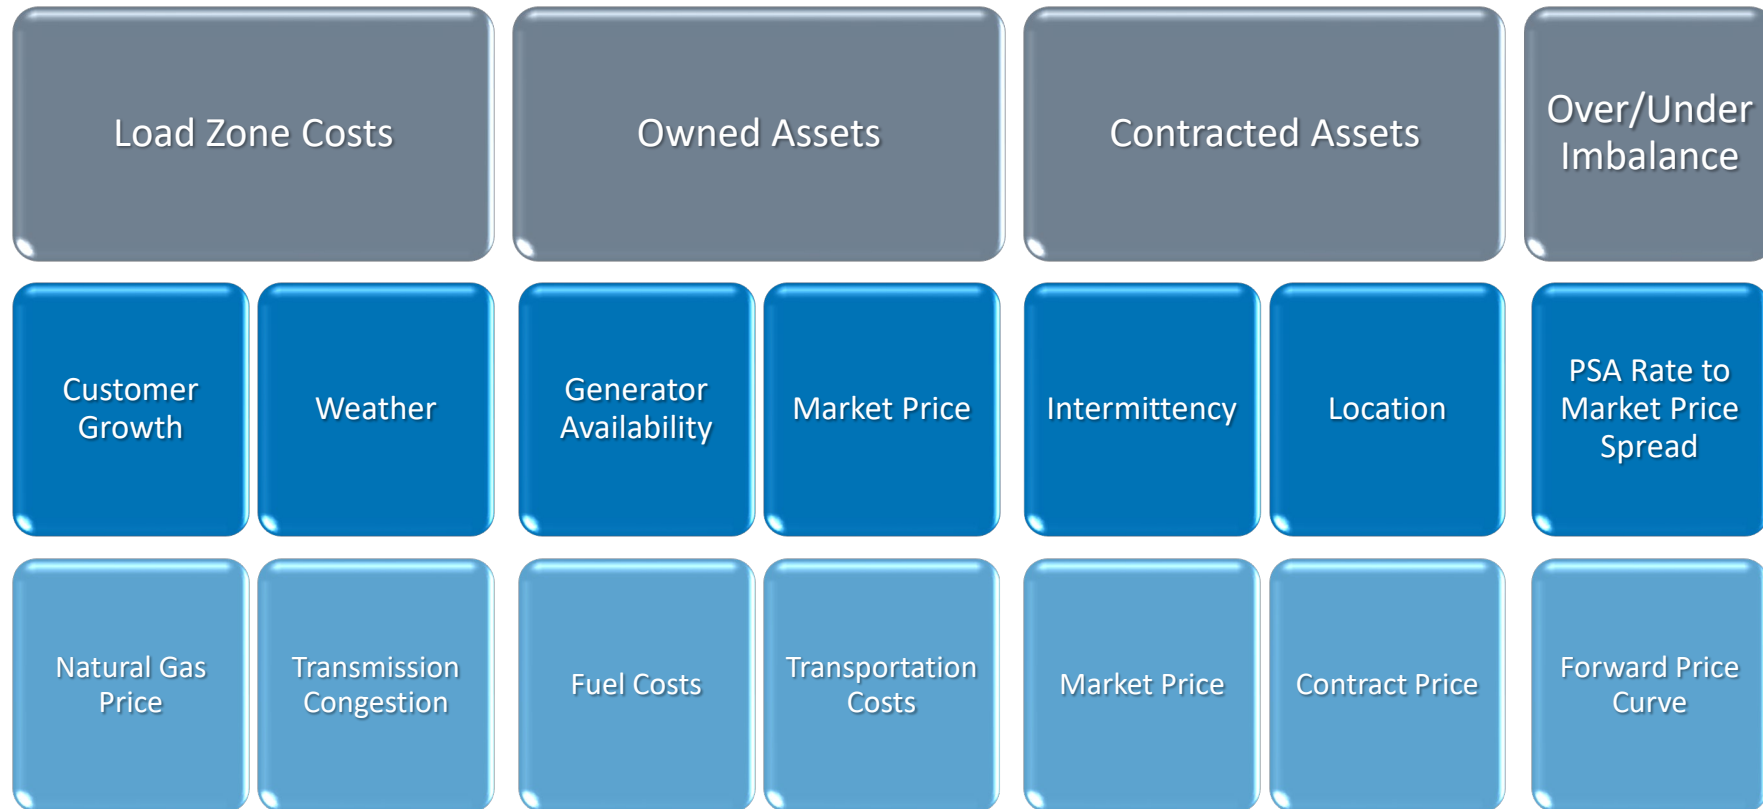 Load Zone Costs
Owned Assets
Contracted Assets
Over/Under
Imbalance
Customer
Growth
Weather
Generator
Availability
Market Price
Intermittency
Location
PSA Rate to
Market Price
Spread
Natural Gas
Price
Transmission
Congestion
Fuel Costs
Transportation
Costs
Market Price
Contract Price
Forward Price
Curve